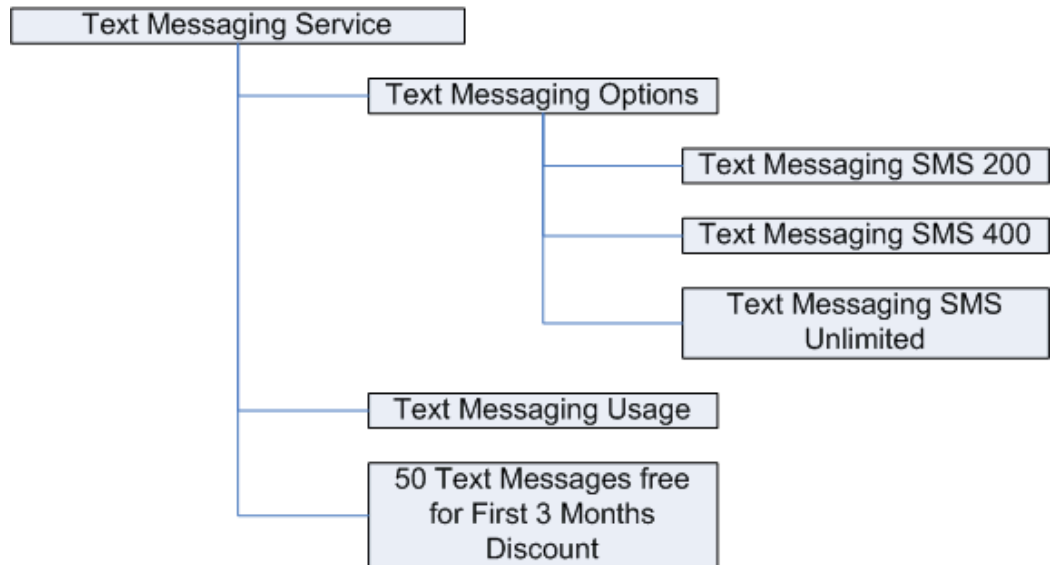 Text Messaging Service
Text Messaging Options
Text Messaging SMS 200
Text Messaging SMS 400
Text Messaging SMS
Unlimited
Text Messaging Usage
50 Text Messages free
for First 3 Months
Discount